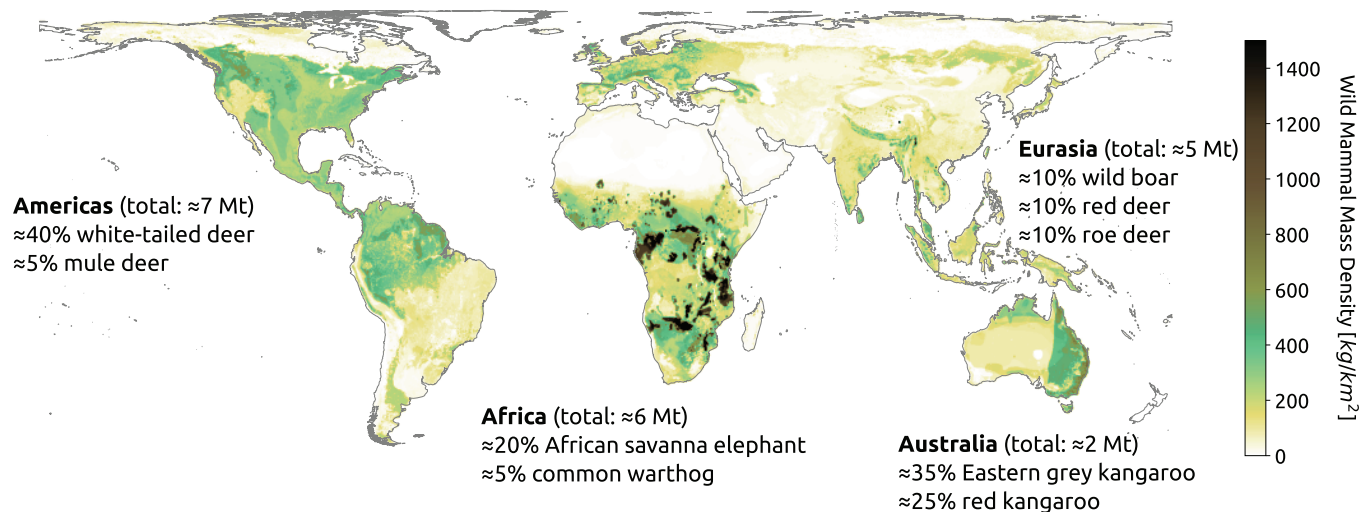 Americas (total: ≈7 Mt)
≈40% white-tailed deer
≈5% mule deer
Africa (total: ≈6 Mt)
≈20% African savanna elephant
≈5% common warthog
Eurasia (total: ≈5 Mt)
≈10% wild boar
≈10% red deer
≈10% roe deer
Australia (total: ≈2 Mt)
≈35% Eastern grey kangaroo
≈25% red kangaroo
1400
1200
1000
800
600
400
200
0
Wild Mammal Mass Density [kg/km²]